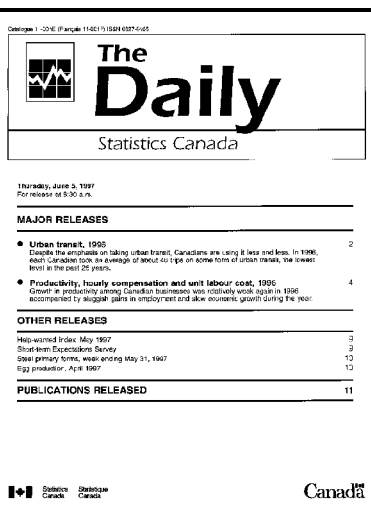 Catalogue 11-001E (Français 11-001F) ISSN 0827-0465
The
Daily
Statistics Canada
Thursday, June 5, 1997
For release at 8:30 a.m.
MAJOR RELEASES
● Urban transit, 1996 2
Despite the emphasis on taking urban transit, Canadians are using it less and less. In 1996,
each Canadian took an average of about 40 trips on some form of urban transit, the lowest
level in the past 25 years.
● Productivity, hourly compensation and unit labour cost, 1996 4
Growth in productivity among Canadian businesses was relatively weak again in 1996
accompanied by sluggish gains in employment and slow economic growth during the year.
OTHER RELEASES
Help-wanted Index, May 1997 9
Short-term Expectations Survey 9
Steel primary forms, week ending May 31, 1997 10
Egg production, April 1997 10
PUBLICATIONS RELEASED 11
Statistics Statistique
Canada Canada
Canada